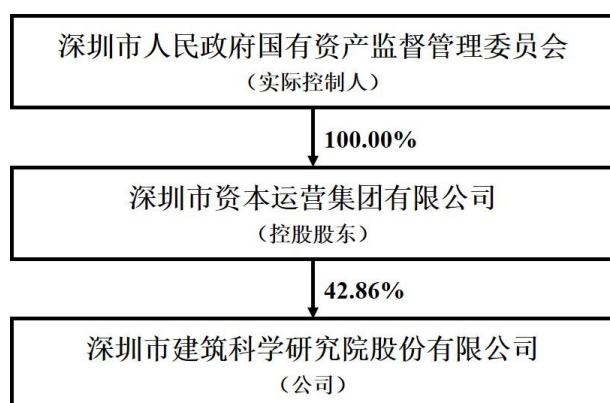 深圳市人民政府国有资产监督管理委员会
（实际控制人）
100.00%
深圳市资本运营集团有限公司
（控股股东）
42.86%
深圳市建筑科学研究院股份有限公司
（公司）